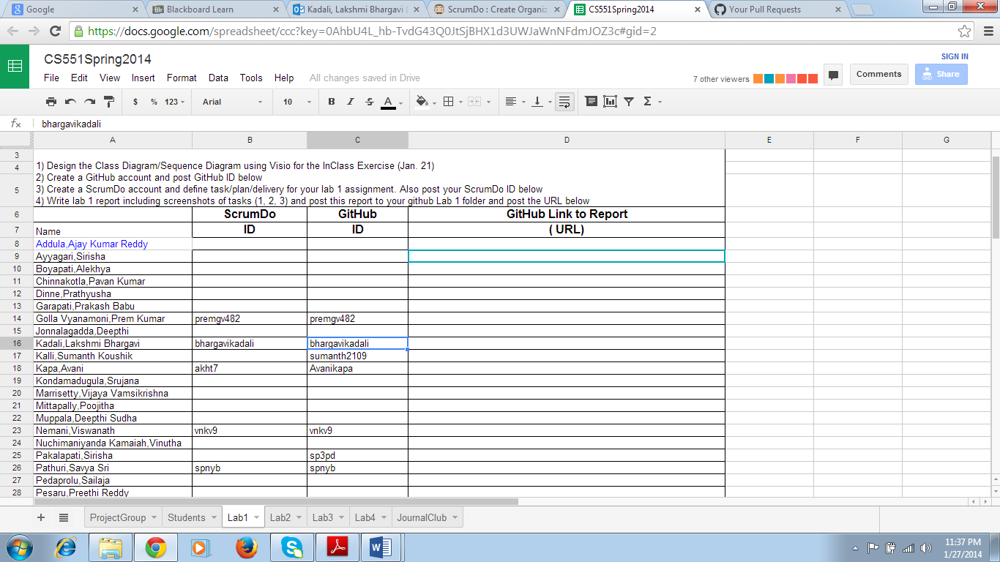 Google
Blackboard Learn
Kadali, Lakshmi Bhargavi (
ScrumDo : Create Organiz
CS551Spring2014
Your Pull Requests
https://docs.google.com/spreadsheet/ccc?key=0AhbU4L_hb-TvdG43Q0JtSjBHX1d3UWJaWnNFdmJOZ3c#gid=2
CS551Spring2014
SIGN IN
File Edit View Insert Format Data Tools Help All changes saved in Drive
7 other viewers Comments Share
$ % 123 Arial 10 B I S A Σ
fx bhargavikadali
A B C D E F G
3
4 1) Design the Class Diagram/Sequence Diagram using Visio for the InClass Exercise (Jan. 21)
2) Create a GitHub account and post GitHub ID below
5 3) Create a ScrumDo account and define task/plan/delivery for your lab 1 assignment. Also post your ScrumDo ID below
4) Write lab 1 report including screenshots of tasks (1, 2, 3) and post this report to your github Lab 1 folder and post the URL below
6 ScrumDo GitHub GitHub Link to Report
7 Name ID ID ( URL)
8 Addula,Ajay Kumar Reddy
9 Ayyagari,Sirisha
10 Boyapati,Alekhya
11 Chinnakotla,Pavan Kumar
12 Dinne,Prathyusha
13 Garapati,Prakash Babu
14 Golla Vyanamoni,Prem Kumar premgv482 premgv482
15 Jonnalagadda,Deepthi
16 Kadali,Lakshmi Bhargavi bhargavikadali bhargavikadali
17 Kalli,Sumanth Koushik sumanth2109
18 Kapa,Avani akht7 Avanikapa
19 Kondamadugula,Srujana
20 Marrisetty,Vijaya Vamsikrishna
21 Mittapally,Poojitha
22 Muppala,Deepthi Sudha
23 Nemani,Viswanath vnkv9 vnkv9
24 Nuchimaniyanda Kamaiah,Vinutha
25 Pakalapati,Sirisha sp3pd
26 Pathuri,Savya Sri spnyb spnyb
27 Pedaprolu,Sailaja
28 Pesaru,Preethi Reddy
ProjectGroup Students Lab1 Lab2 Lab3 Lab4 JournalClub
11:37 PM
1/27/2014